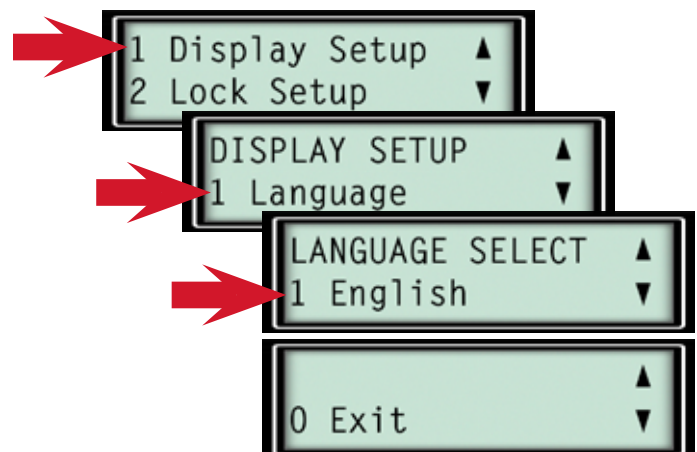 1 Display Setup ▲
2 Lock Setup ▼
DISPLAY SETUP ▲
1 Language ▼
LANGUAGE SELECT ▲
1 English ▼
▲
0 Exit ▼